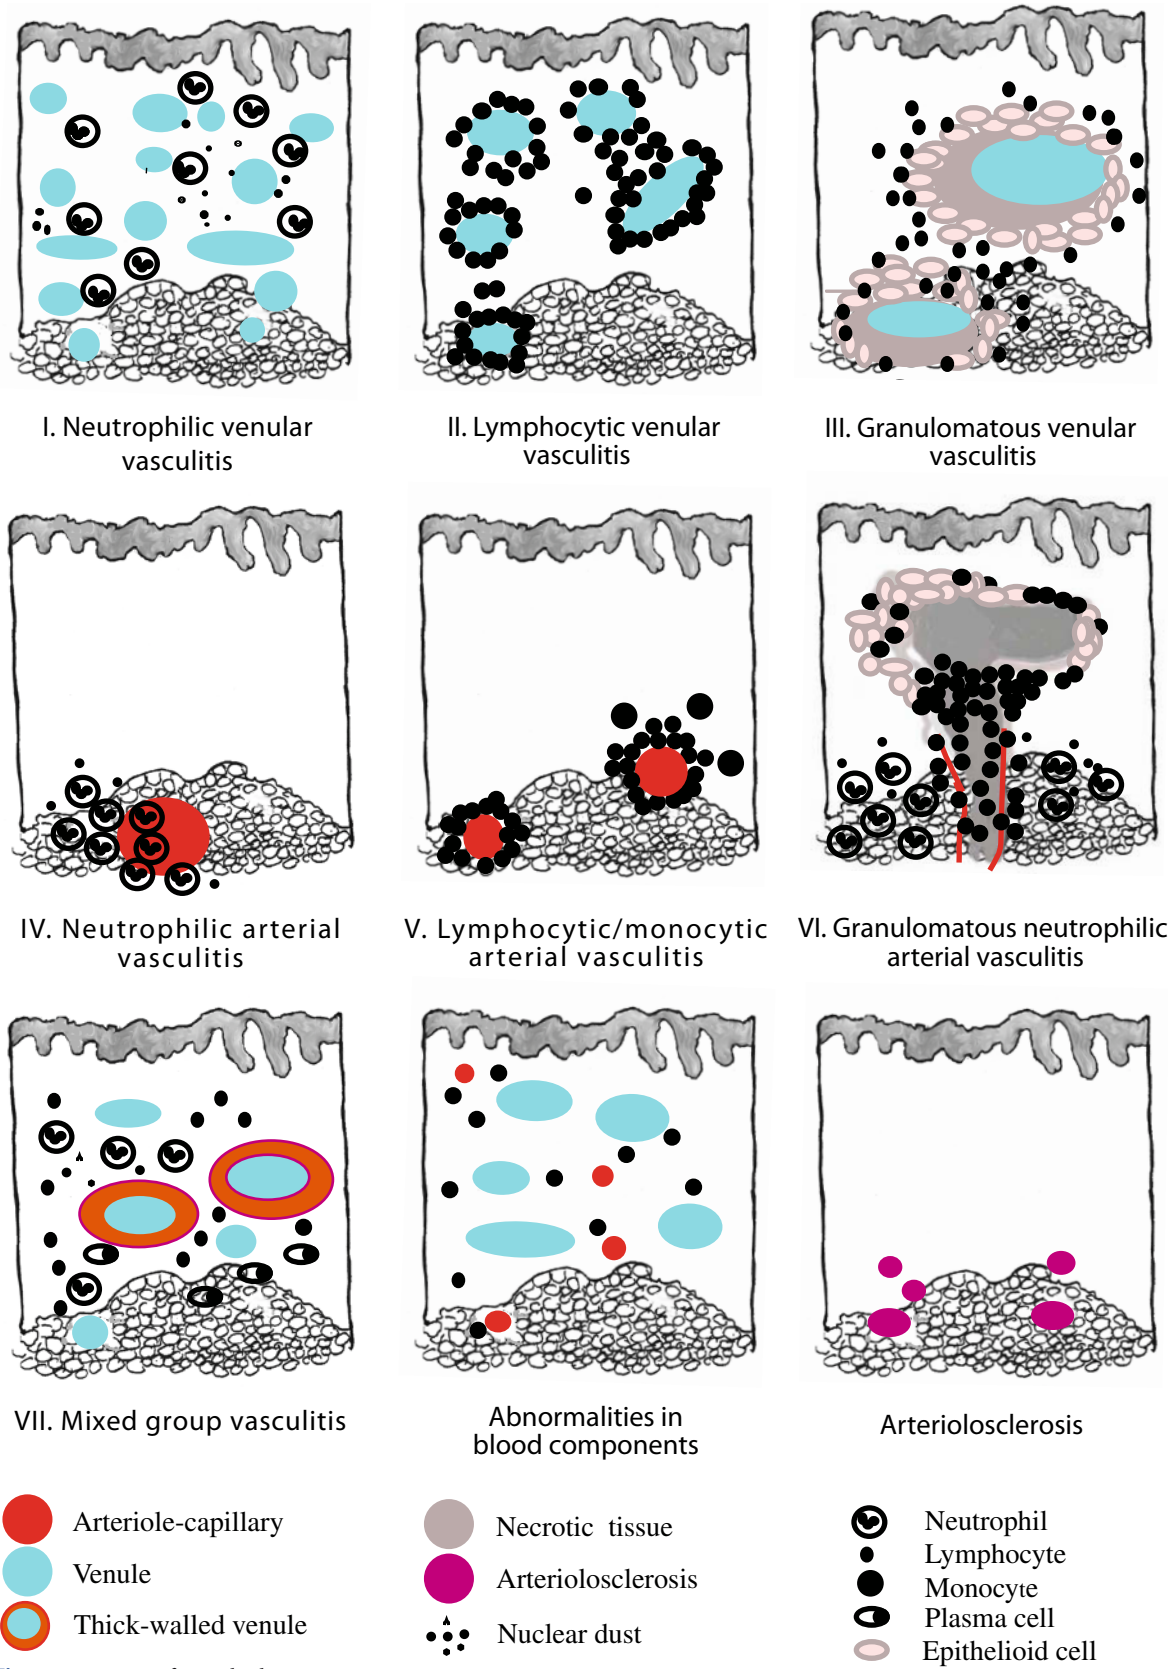 I. Neutrophilic venular
vasculitis
II. Lymphocytic venular
vasculitis
III. Granulomatous venular
vasculitis
IV. Neutrophilic arterial
vasculitis
V. Lymphocytic/monocytic
arterial vasculitis
VI. Granulomatous neutrophilic
arterial vasculitis
VII. Mixed group vasculitis
Abnormalities in
blood components
Arteriolosclerosis
Arteriole-capillary
Venule
Thick-walled venule
Necrotic tissue
Arteriolosclerosis
Nuclear dust
Neutrophil
Lymphocyte
Monocyte
Plasma cell
Epithelioid cell